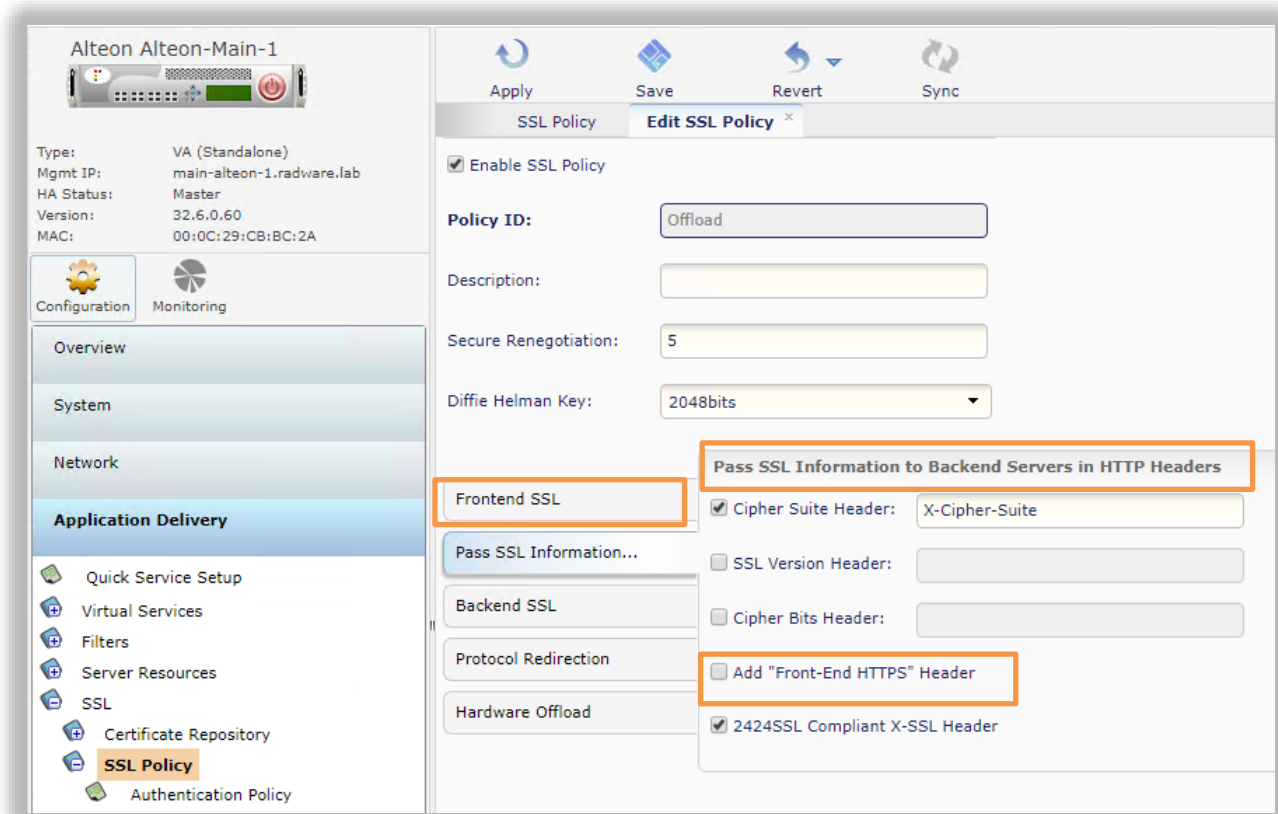 Alteon Alteon-Main-1
Type: VA (Standalone)
Mgmt IP: main-alteon-1.radware.lab
HA Status: Master
Version: 32.6.0.60
MAC: 00:0C:29:CB:BC:2A
Configuration Monitoring
Overview
System
Network
Application Delivery
Quick Service Setup
Virtual Services
Filters
Server Resources
SSL
Certificate Repository
SSL Policy
Authentication Policy
Apply Save Revert Sync
SSL Policy Edit SSL Policy ×
Enable SSL Policy
Policy ID: Offload
Description:
Secure Renegotiation: 5
Diffie Helman Key: 2048bits
Frontend SSL
Pass SSL Information...
Backend SSL
Protocol Redirection
Hardware Offload
Pass SSL Information to Backend Servers in HTTP Headers
Cipher Suite Header: X-Cipher-Suite
SSL Version Header:
Cipher Bits Header:
Add "Front-End HTTPS" Header
2424SSL Compliant X-SSL Header